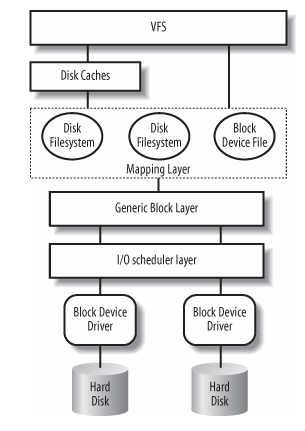 VFS
Disk Caches
Disk
Filesystem
Disk
Filesystem
Block
Device File
Mapping Layer
Generic Block Layer
I/O scheduler layer
Block Device
Driver
Block Device
Driver
Hard
Disk
Hard
Disk